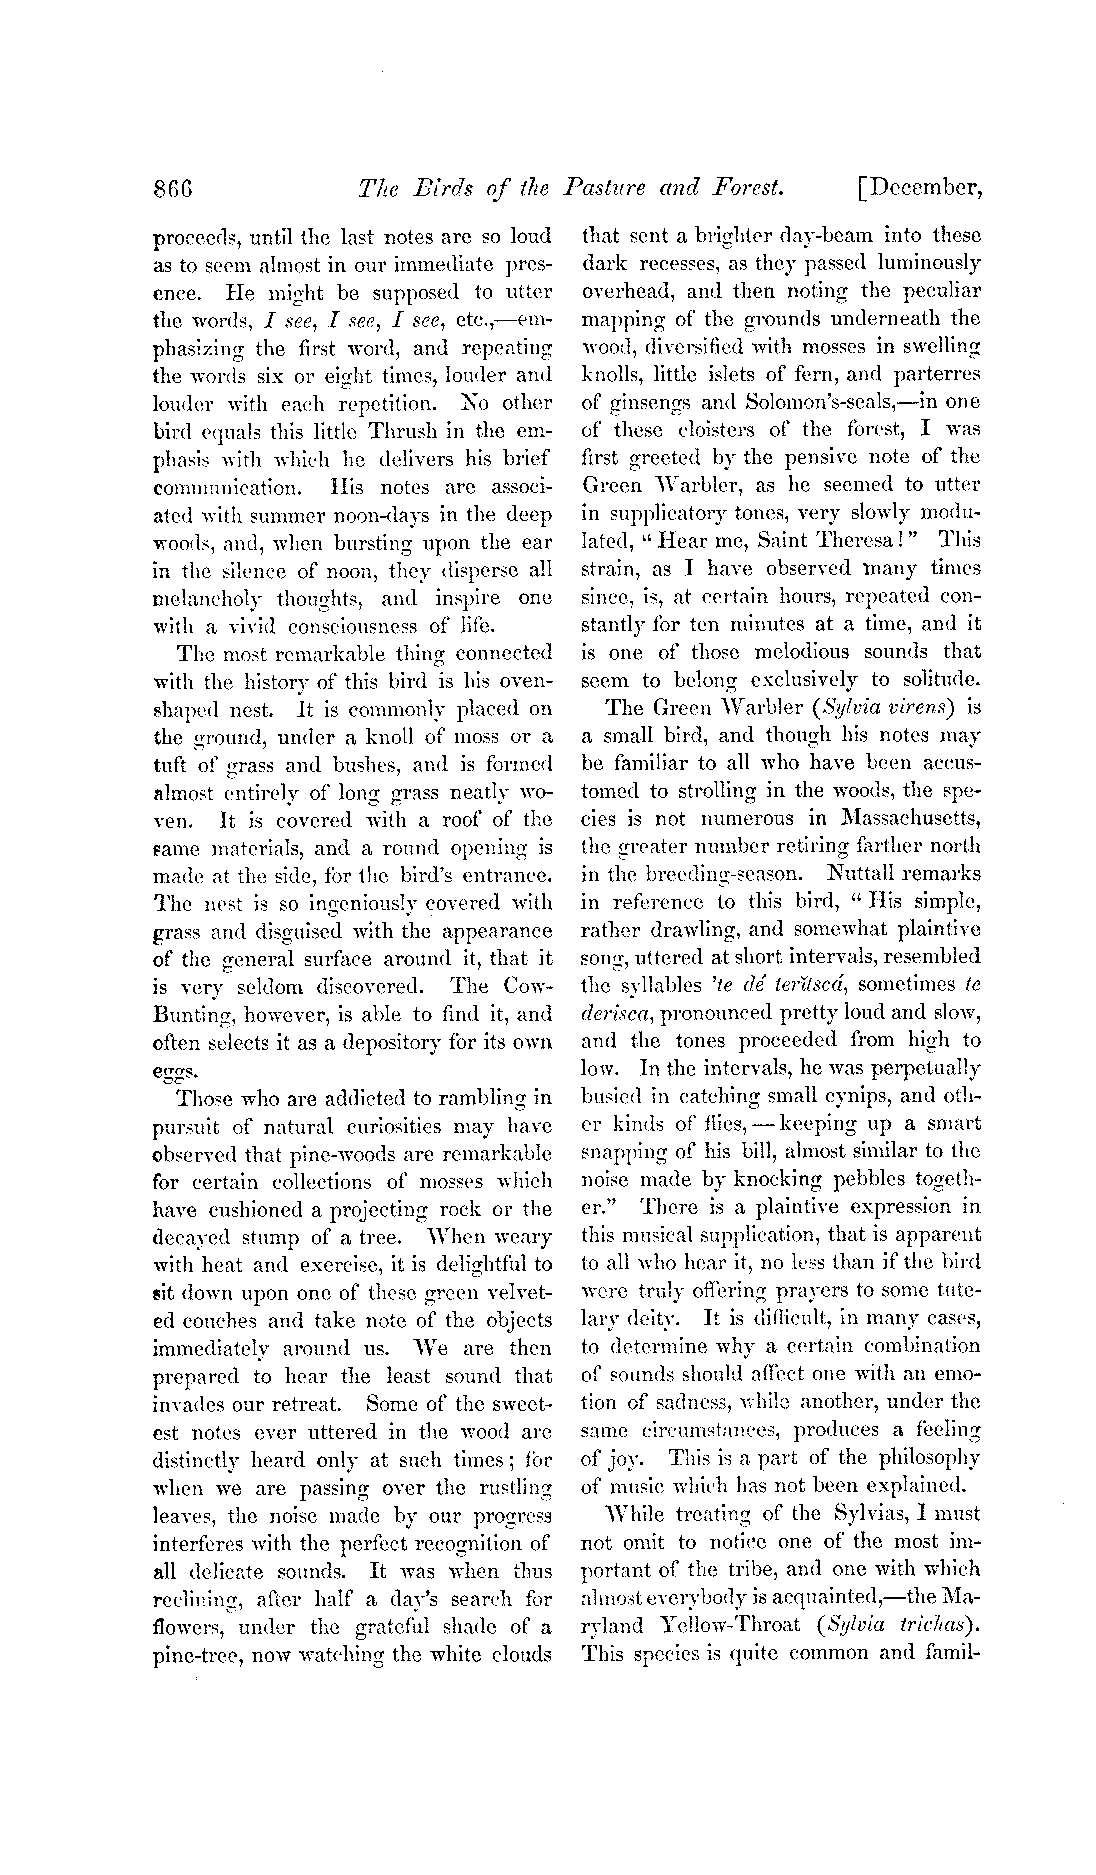 866 The Birds of the Pasture and Forest. [December,
proceeds, until the last notes are so loud
as to seem almost in our immediate pres-
ence. He might be supposed to utter
the words, I see, I see, I see, etc.,—em-
phasizing the first word, and repeating
the words six or eight times, louder and
louder with each repetition. No other
bird equals this little Thrush in the em-
phasis with which he delivers his brief
communication. His notes are associ-
ated with summer noon-days in the deep
woods, and, when bursting upon the ear
in the silence of noon, they disperse all
melancholy thoughts, and inspire one
with a vivid consciousness of life.
The most remarkable thing connected
with the history of this bird is his oven-
shaped nest. It is commonly placed on
the ground, under a knoll of moss or a
tuft of grass and bushes, and is formed
almost entirely of long grass neatly wo-
ven. It is covered with a roof of the
same materials, and a round opening is
made at the side, for the bird's entrance.
The nest is so ingeniously covered with
grass and disguised with the appearance
of the general surface around it, that it
is very seldom discovered. The Cow-
Bunting, however, is able to find it, and
often selects it as a depository for its own
eggs.
Those who are addicted to rambling in
pursuit of natural curiosities may have
observed that pine-woods are remarkable
for certain collections of mosses which
have cushioned a projecting rock or the
decayed stump of a tree. When weary
with heat and exercise, it is delightful to
sit down upon one of these green velvet-
ed couches and take note of the objects
immediately around us. We are then
prepared to hear the least sound that
invades our retreat. Some of the sweet-
est notes ever uttered in the wood are
distinctly heard only at such times; for
when we are passing over the rustling
leaves, the noise made by our progress
interferes with the perfect recognition of
all delicate sounds. It was when thus
reclining, after half a day's search for
flowers, under the grateful shade of a
pine-tree, now watching the white clouds
that sent a brighter day-beam into these
dark recesses, as they passed luminously
overhead, and then noting the peculiar
mapping of the grounds underneath the
wood, diversified with mosses in swelling
knolls, little islets of fern, and parterres
of ginsengs and Solomon's-seals,—in one
of these cloisters of the forest, I was
first greeted by the pensive note of the
Green Warbler, as he seemed to utter
in supplicatory tones, very slowly modu-
lated, "Hear me, Saint Theresa!" This
strain, as I have observed many times
since, is, at certain hours, repeated con-
stantly for ten minutes at a time, and it
is one of those melodious sounds that
seem to belong exclusively to solitude.
The Green Warbler (Sylvia virens) is
a small bird, and though his notes may
be familiar to all who have been accus-
tomed to strolling in the woods, the spe-
cies is not numerous in Massachusetts,
the greater number retiring farther north
in the breeding-season. Nuttall remarks
in reference to this bird, "His simple,
rather drawling, and somewhat plaintive
song, uttered at short intervals, resembled
the syllables 'te dé terĭtscá, sometimes te
derisca, pronounced pretty loud and slow,
and the tones proceeded from high to
low. In the intervals, he was perpetually
busied in catching small cynips, and oth-
er kinds of flies,—keeping up a smart
snapping of his bill, almost similar to the
noise made by knocking pebbles togeth-
er." There is a plaintive expression in
this musical supplication, that is apparent
to all who hear it, no less than if the bird
were truly offering prayers to some tute-
lary deity. It is difficult, in many cases,
to determine why a certain combination
of sounds should affect one with an emo-
tion of sadness, while another, under the
same circumstances, produces a feeling
of joy. This is a part of the philosophy
of music which has not been explained.
While treating of the Sylvias, I must
not omit to notice one of the most im-
portant of the tribe, and one with which
almost everybody is acquainted,—the Ma-
ryland Yellow-Throat (Sylvia trichas).
This species is quite common and famil-